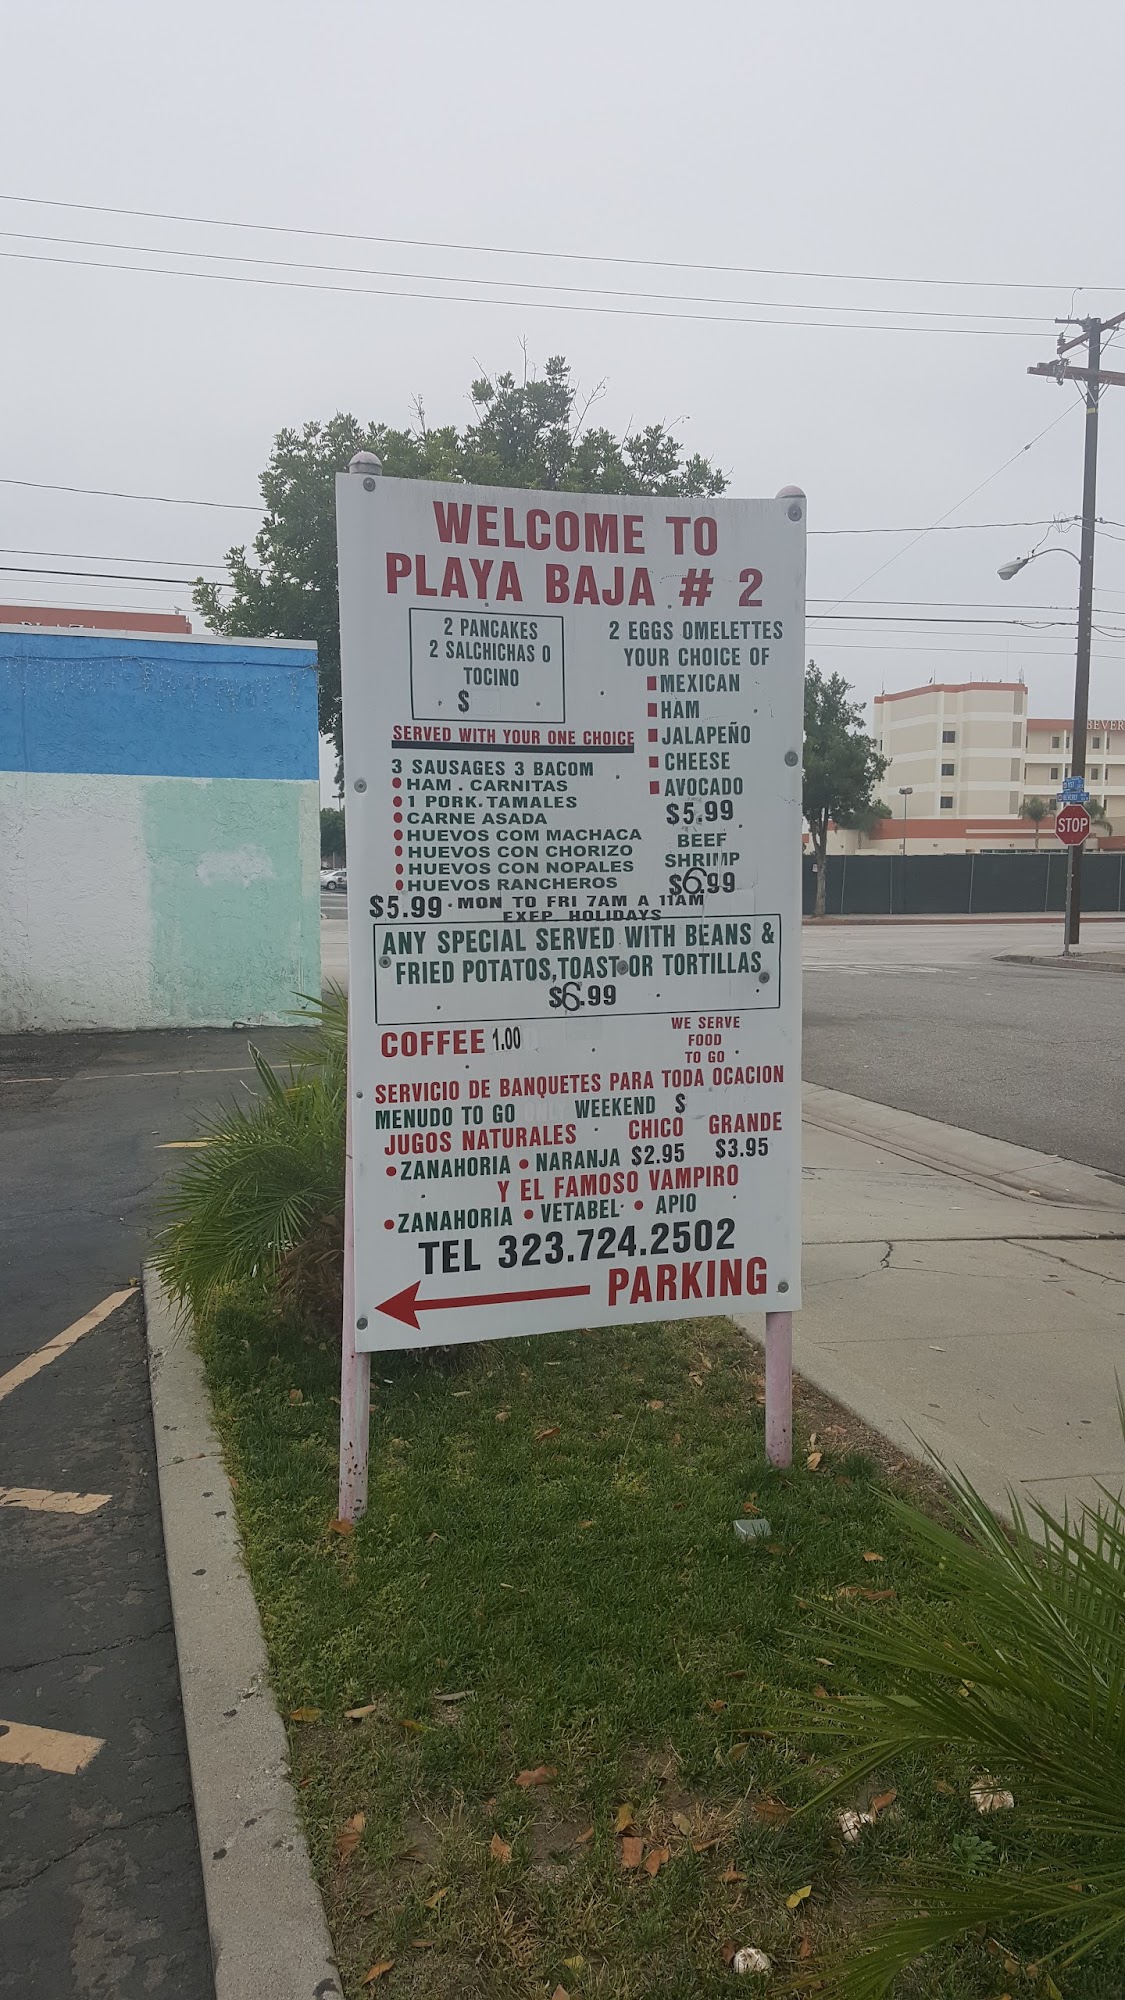 WELCOME TO
PLAYA BAJA # 2
2 PANCAKES
2 SALCHICHAS O
TOCINO
$
SERVED WITH YOUR ONE CHOICE
3 SAUSAGES 3 BACOM
HAM . CARNITAS
1 PORK. TAMALES
CARNE ASADA
HUEVOS COM MACHACA
HUEVOS CON CHORIZO
HUEVOS CON NOPALES
HUEVOS RANCHEROS
2 EGGS OMELETTES
YOUR CHOICE OF
MEXICAN
HAM
JALAPEÑO
CHEESE
AVOCADO
$5.99
BEEF
SHRIMP
$6.99
$5.99 MON TO FRI 7AM A 11AM
EXEP. HOLIDAYS
ANY SPECIAL SERVED WITH BEANS &
FRIED POTATOS, TOAST OR TORTILLAS
$6.99
COFFEE 1.00
WE SERVE
FOOD
TO GO
SERVICIO DE BANQUETES PARA TODA OCACION
MENUDO TO GO WEEKEND $
JUGOS NATURALES CHICO GRANDE
ZANAHORIA NARANJA $2.95 $3.95
Y EL FAMOSO VAMPIRO
ZANAHORIA VETABEL APIO
TEL 323.724.2502
PARKING
STOP
BEVER